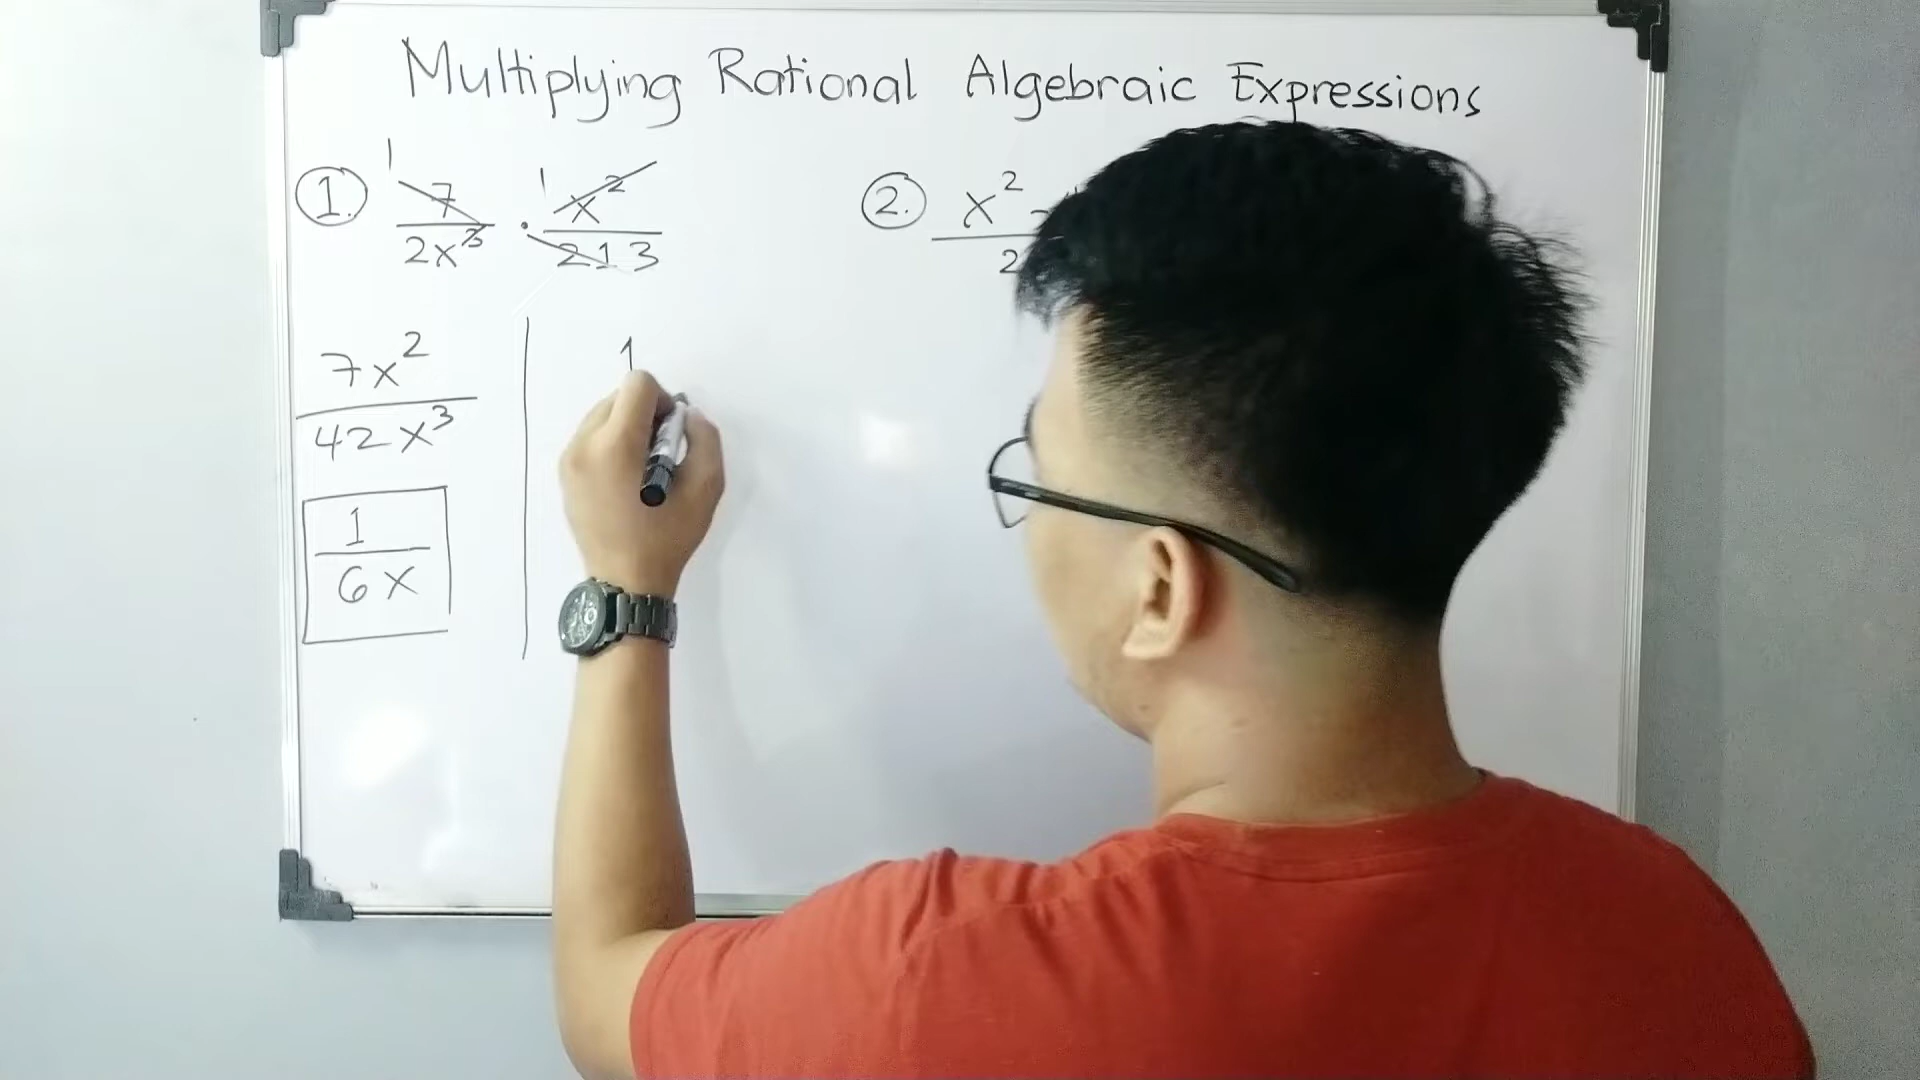 Multiplying Rational Algebraic Expressions
1. 1 7/2x³ · 1 x²/21 3
7x²/42x³
1/6x
1
2. x² -
2